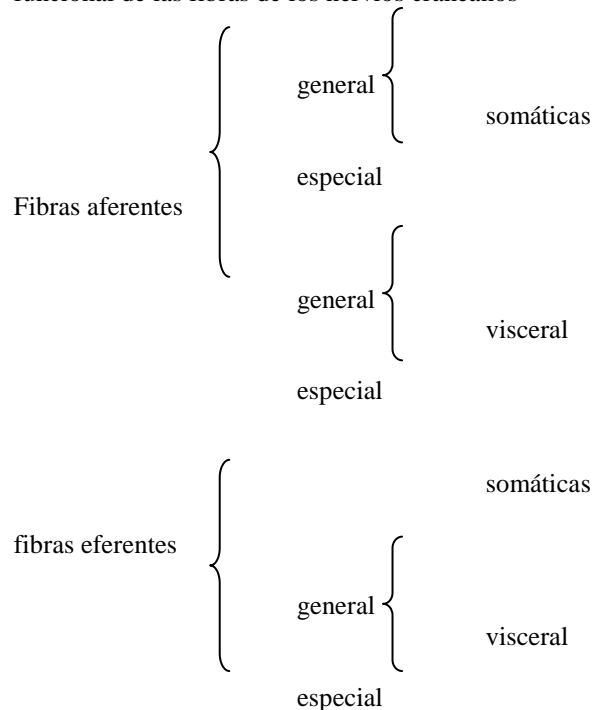 funcional de las fibras de los nervios craneanos
general
somáticas
especial
Fibras aferentes
general
visceral
especial
somáticas
fibras eferentes
general
visceral
especial